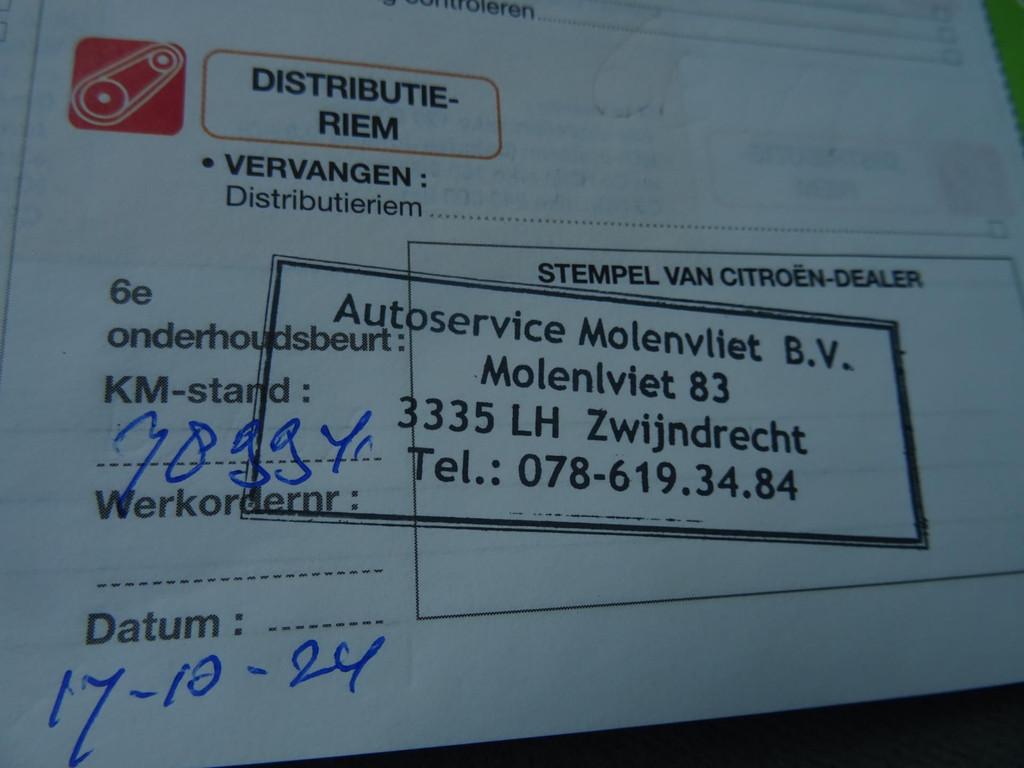 controleren
DISTRIBUTIE-
RIEM
• VERVANGEN :
Distributieriem
STEMPEL VAN CITROËN-DEALER
6e
onderhoudsbeurt :
KM-stand :
Werkordernr :
Datum :
17-10-24
Autoservice Molenvliet B.V.
Molenlviet 83
3335 LH Zwijndrecht
Tel.: 078-619.34.84